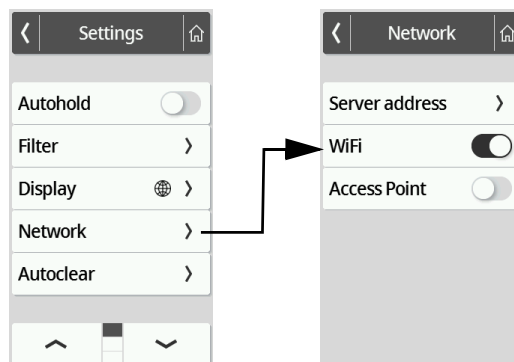 Settings
Autohold
Filter
Display
Network
Autoclear
Network
Server address
WiFi
Access Point